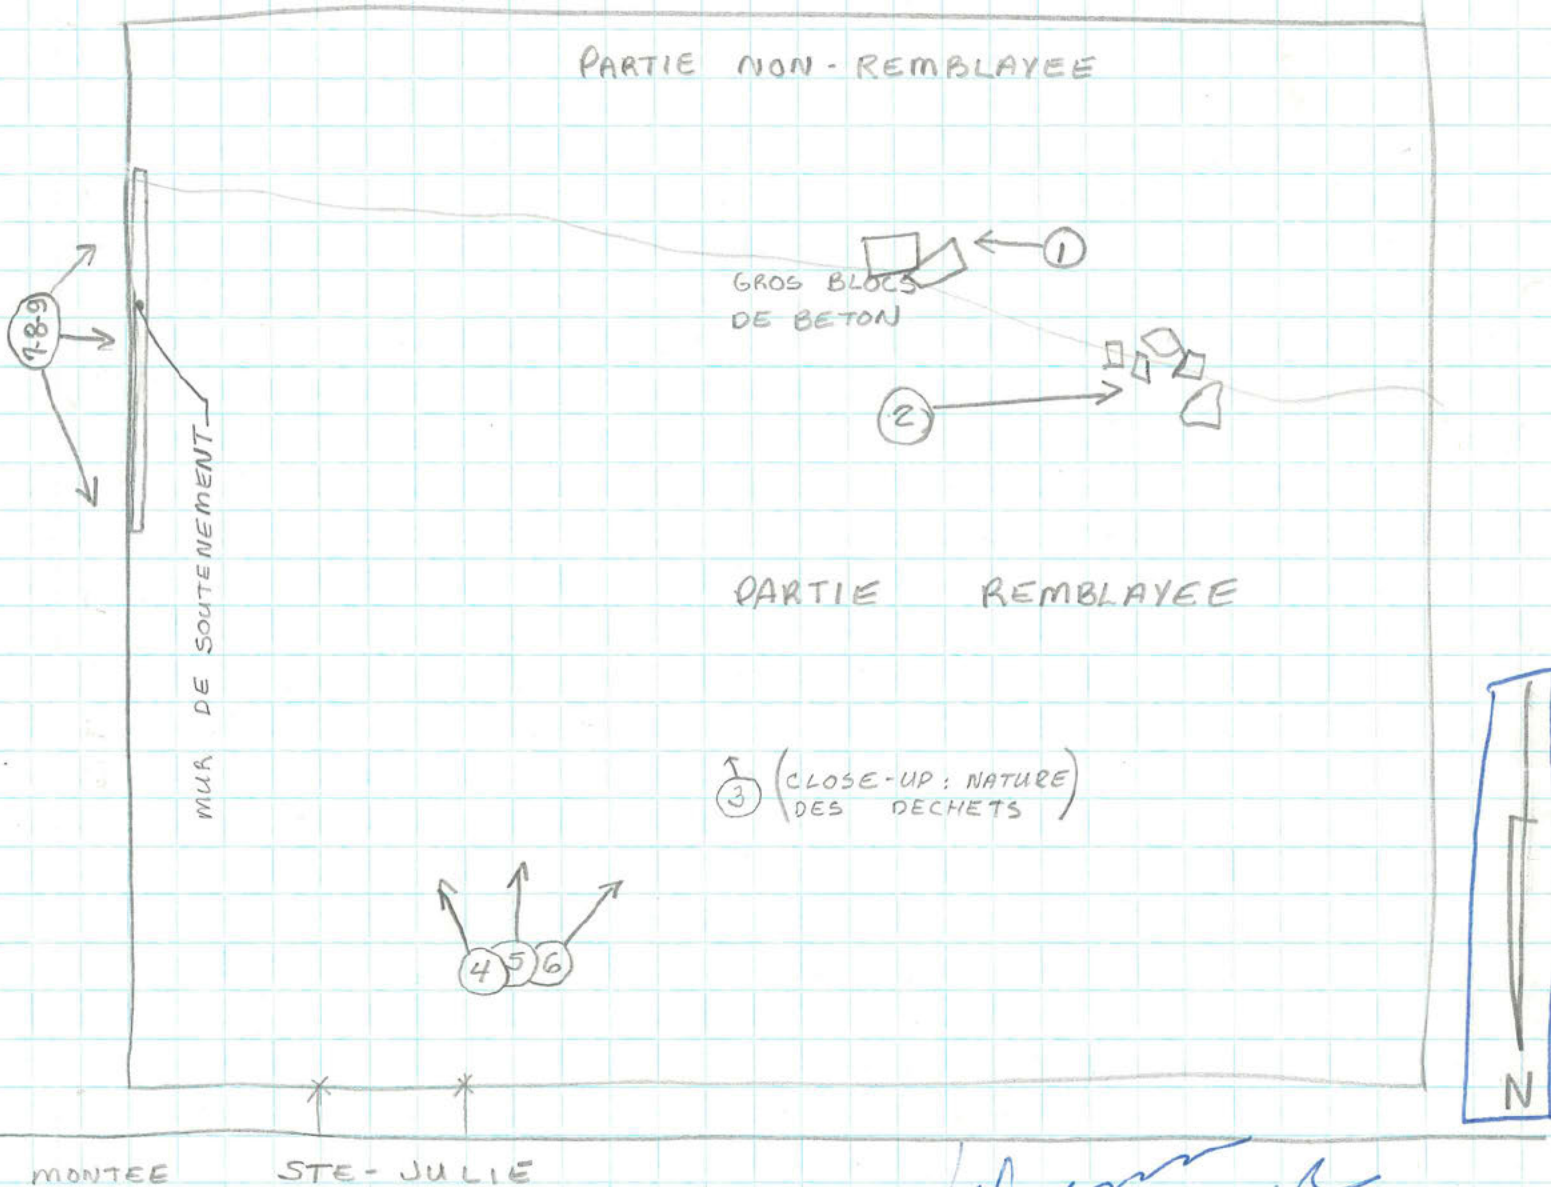 PARTIE NON-REMBLAYEE
1
GROS BLOCS
DE BETON
7-8-9
2
MUR DE SOUTENEMENT
PARTIE REMBLAYEE
3 (CLOSE-UP: NATURE
DES DECHETS)
4 5 6
N
MONTEE STE-JULIE